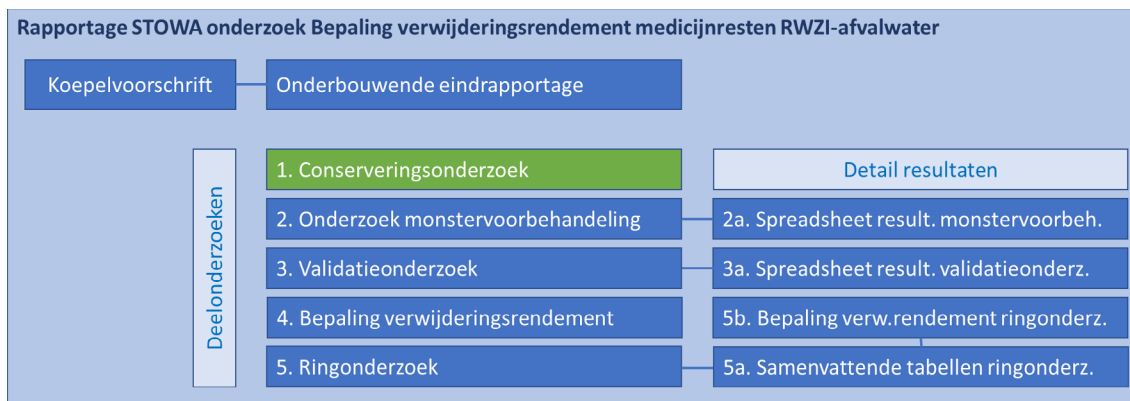 Rapportage STOWA onderzoek Bepaling verwijderingsrendement medicijnresten RWZI-afvalwater
Koepelvoorschrift
Onderbouwende eindrapportage
Deelonderzoeken
1. Conserveringsonderzoek
Detail resultaten
2. Onderzoek monstervoorbehandeling
2a. Spreadsheet result. monstervoorbeh.
3. Validatieonderzoek
3a. Spreadsheet result. validatieonderz.
4. Bepaling verwijderingsrendement
5b. Bepaling verw.rendement ringonderz.
5. Ringonderzoek
5a. Samenvattende tabellen ringonderz.